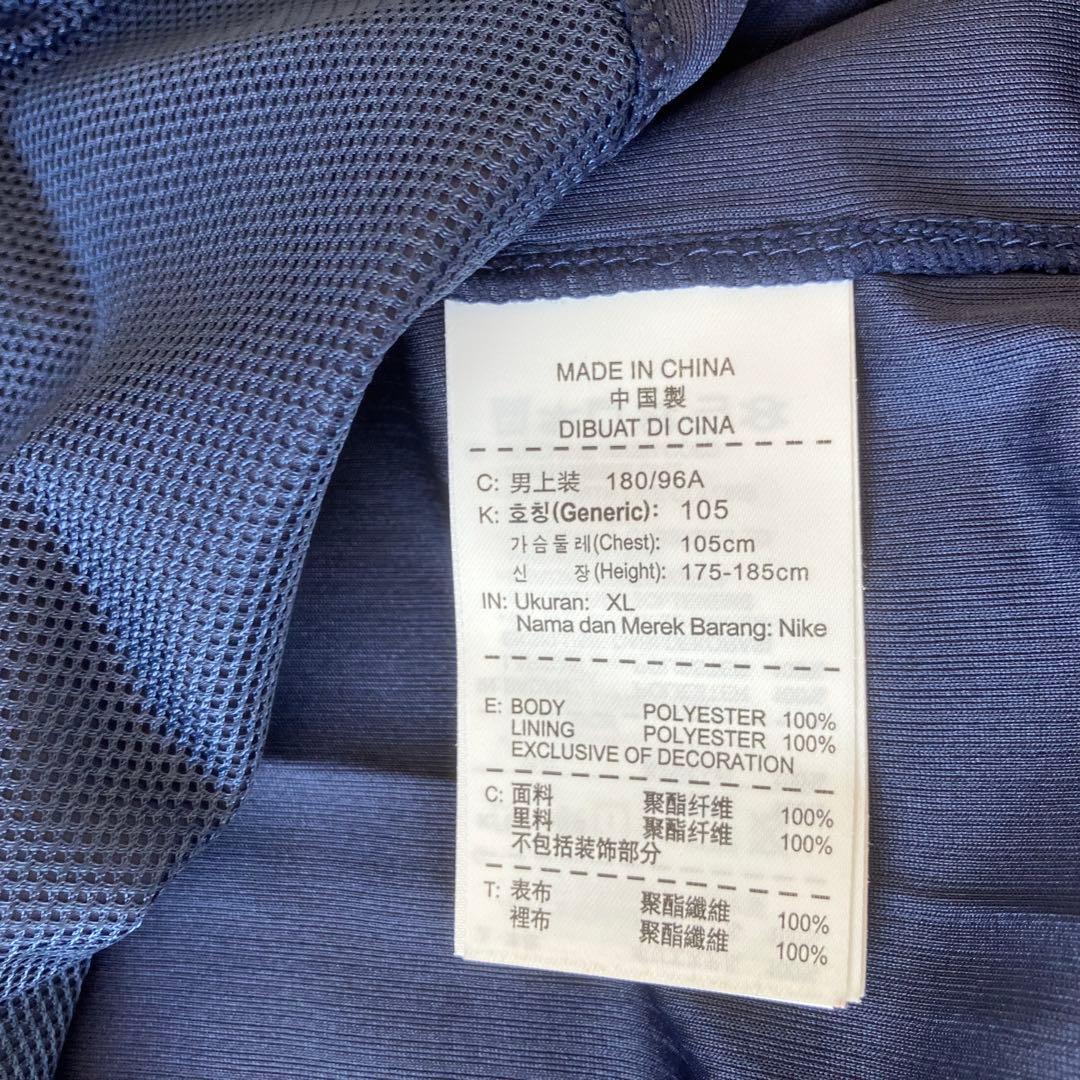 MADE IN CHINA
中国製
DIBUAT DI CINA
C: 男上装 180/96A
K: 호칭(Generic): 105
가슴둘레(Chest): 105cm
신 장(Height): 175-185cm
IN: Ukuran: XL
Nama dan Merek Barang: Nike
E: BODY POLYESTER 100%
LINING POLYESTER 100%
EXCLUSIVE OF DECORATION
C: 面料 聚酯纤维 100%
里料 聚酯纤维 100%
不包括装饰部分
T: 表布 聚酯纖維 100%
裡布 聚酯纖維 100%